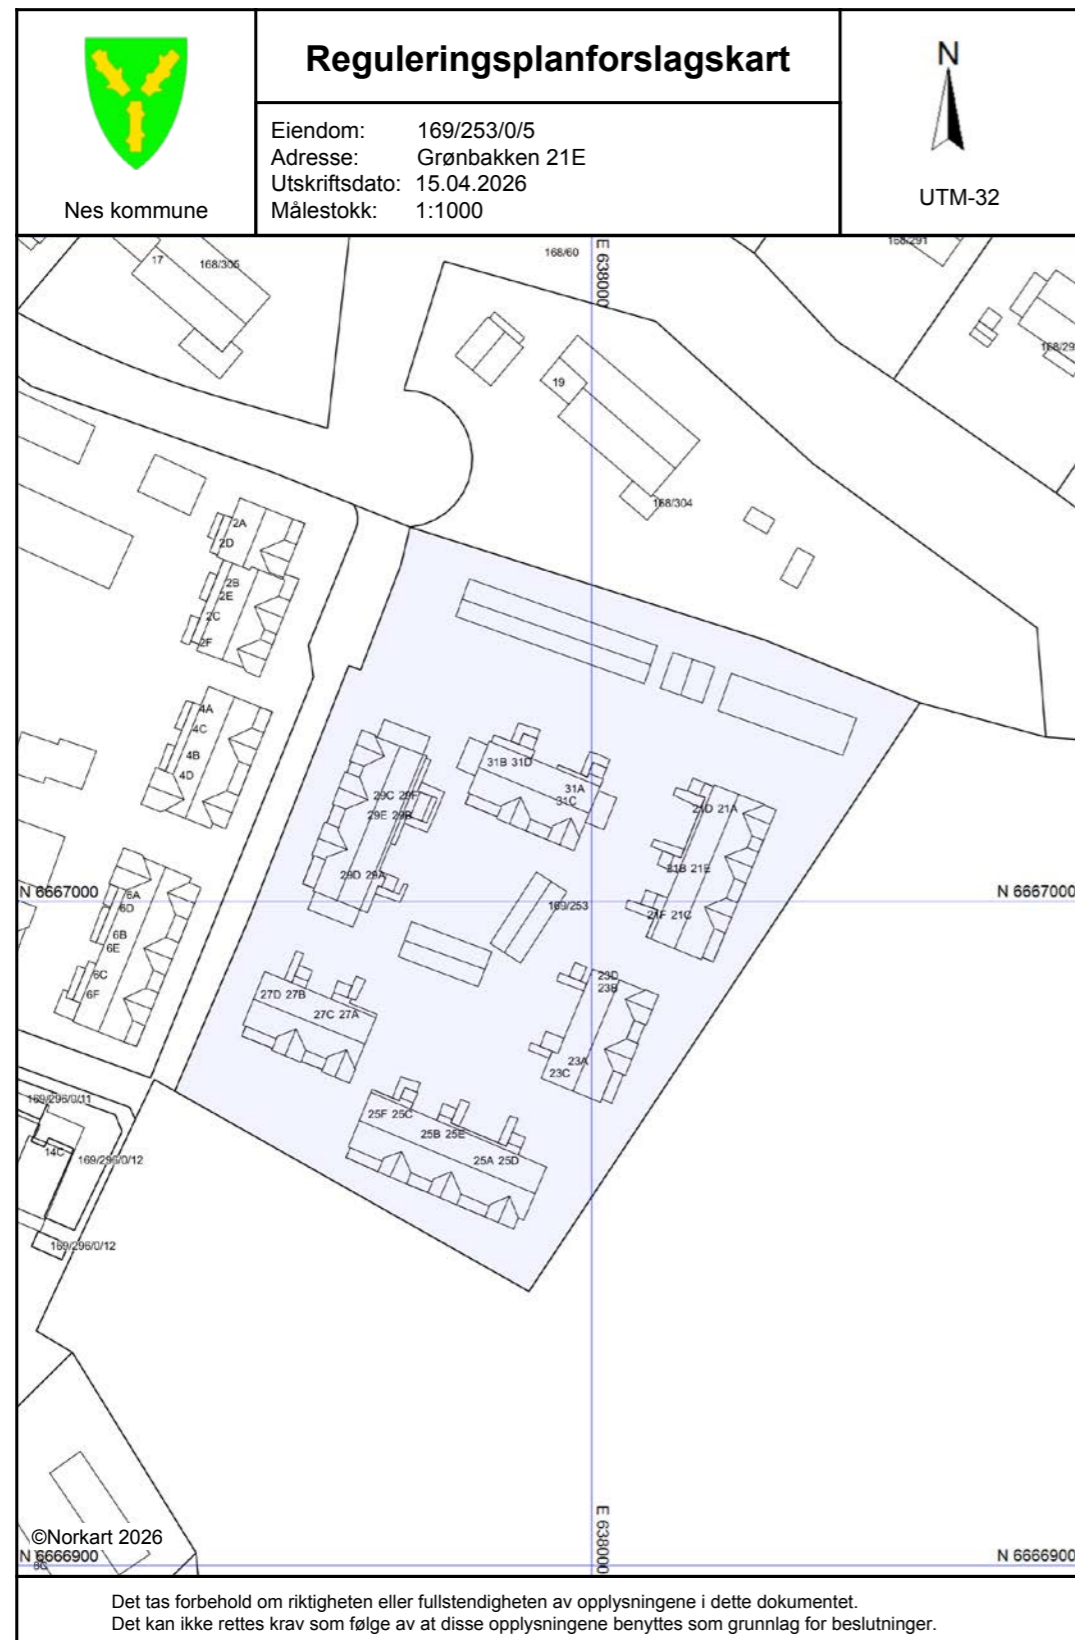 Reguleringsplanforslagskart
Eiendom: 169/253/0/5
Adresse: Grønbakken 21E
Utskriftsdato: 15.04.2026
Målestokk: 1:1000
Nes kommune
N
UTM-32
17
168/305
168/60
E 638000
168/291
168/29
19
168/304
2A
2D
2B
2E
2C
2F
4A
4C
4B
4D
31B 31D
31A
31C
29C 29F
29E 29B
29D 29A
21D 21A
21B 21E
21F 21C
N 6667000
N 6667000
169/253
6A
6D
6B
6E
6C
6F
27D 27B
27C 27A
23D
23B
23A
23C
25F 25C
25B 25E
25A 25D
169/296/0/11
14C
169/296/0/12
169/296/0/12
©Norkart 2026
E 638000
N 6666900
N 6666900
Det tas forbehold om riktigheten eller fullstendigheten av opplysningene i dette dokumentet.
Det kan ikke rettes krav som følge av at disse opplysningene benyttes som grunnlag for beslutninger.